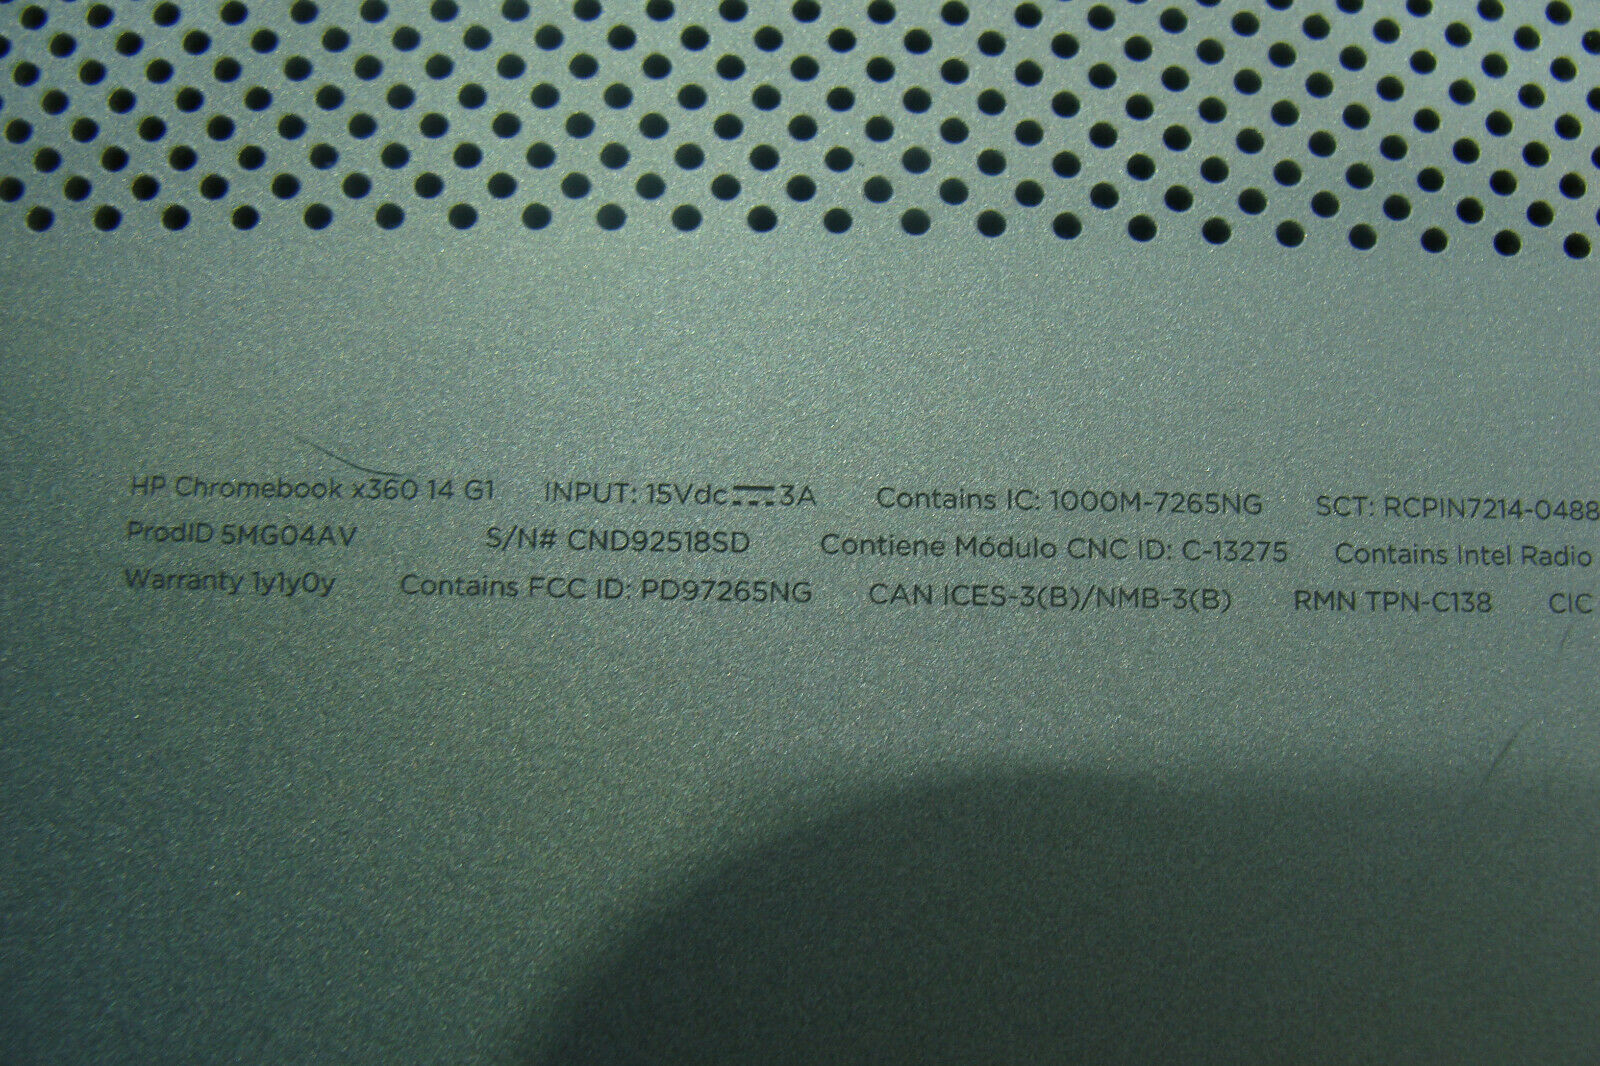 HP Chromebook x360 14 G1 INPUT: 15Vdc⎓3A Contains IC: 1000M-7265NG SCT: RCPIN7214-0488
ProdID 5MG04AV S/N# CND92518SD Contiene Módulo CNC ID: C-13275 Contains Intel Radio
Warranty 1y1y0y Contains FCC ID: PD97265NG CAN ICES-3(B)/NMB-3(B) RMN TPN-C138 CIC